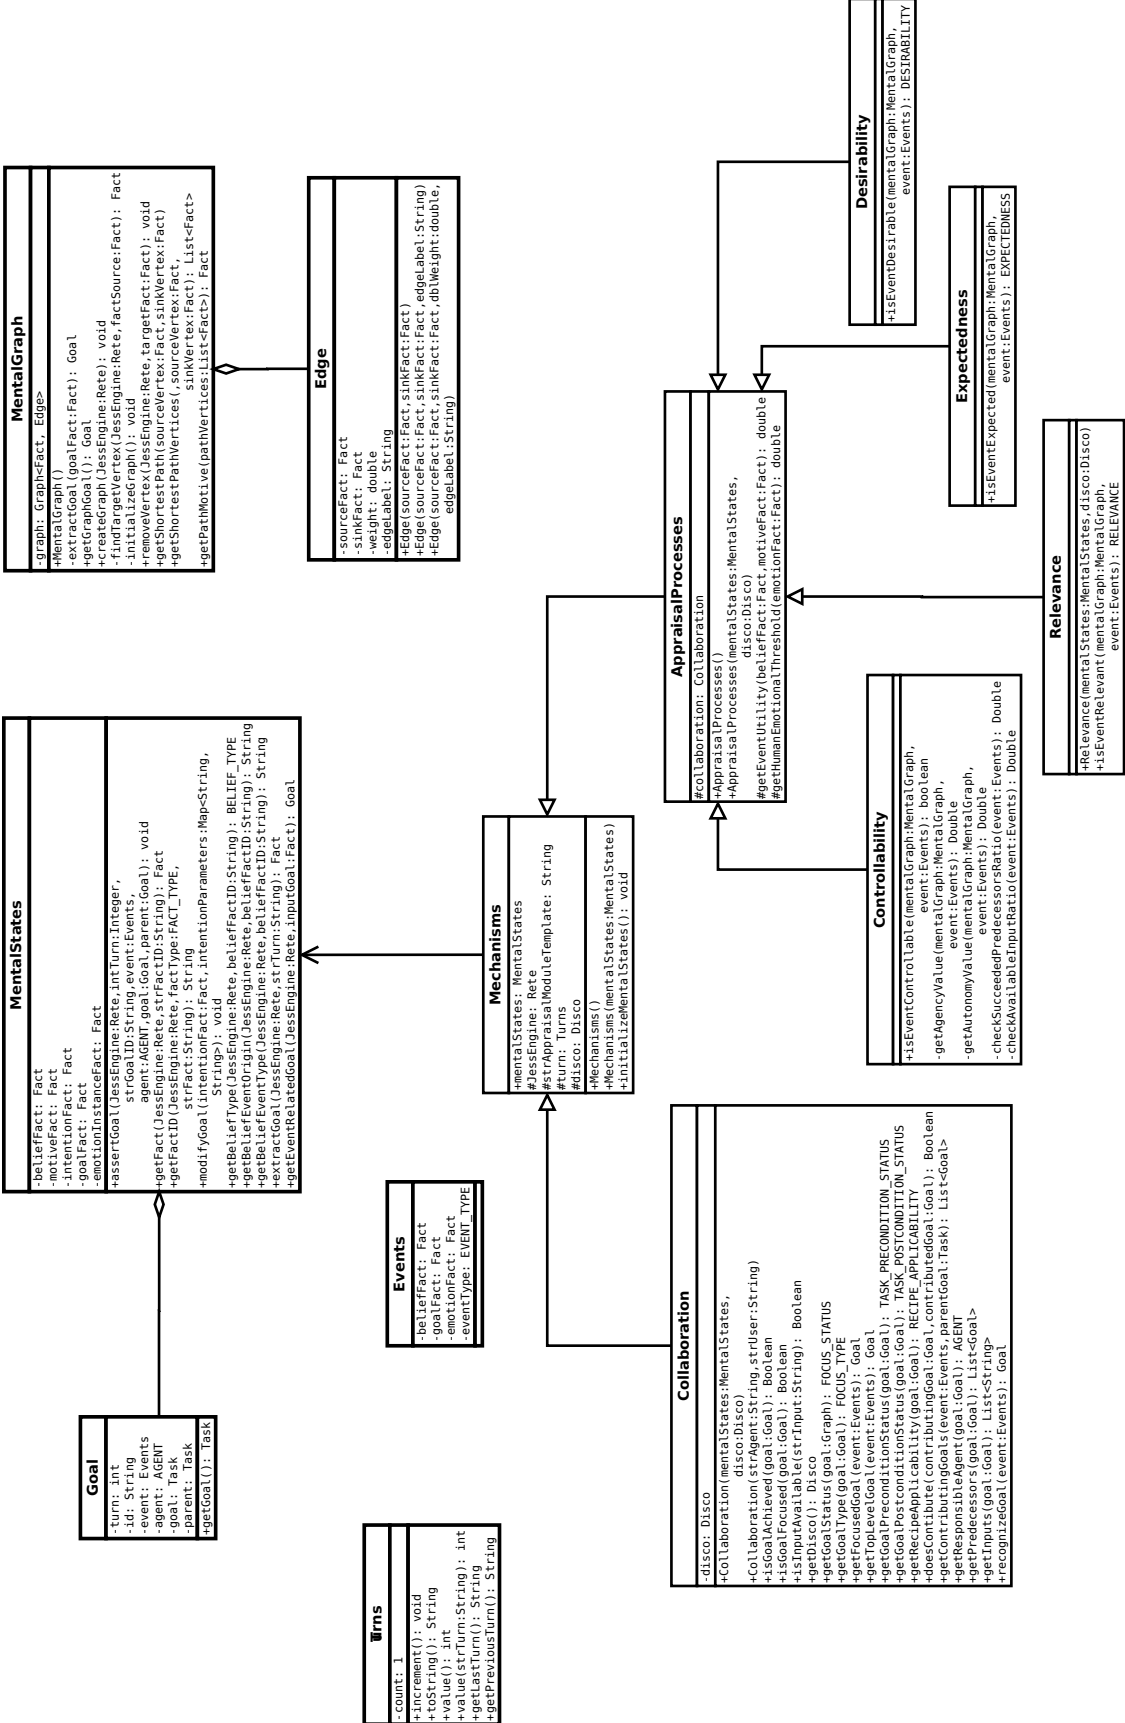 Turns
-count: 1
+increment(): void
+toString(): String
+value(): int
+value(strTurn:String): int
+getLastTurn(): String
+getPreviousTurn(): String
Goal
-turn: int
-id: String
-event: Events
-agent: AGENT
-goal: Task
-parent: Task
+getGoal(): Task
MentalStates
-beliefFact: Fact
-motiveFact: Fact
-intentionFact: Fact
-goalFact: Fact
-emotionInstanceFact: Fact
+assertGoal(JessEngine:Rete,intTurn:Integer,
strGoalID:String,event:Events,
agent:AGENT,goal:Goal,parent:Goal): void
+getFact(JessEngine:Rete,strFactID:String): Fact
+getFactID(JessEngine:Rete,factType:FACT_TYPE,
strFact:String): String
+modifyGoal(intentionFact:Fact,intentionParameters:Map<String,
String>): void
+getBeliefType(JessEngine:Rete,beliefFactID:String): BELIEF_TYPE
+getBeliefEventOrigin(JessEngine:Rete,beliefFactID:String): String
+getBeliefEventType(JessEngine:Rete,beliefFactID:String): String
+extractGoal(JessEngine:Rete,strTurn:String): Fact
+getEventRelatedGoal(JessEngine:Rete,inputGoal:Fact): Goal
MentalGraph
-graph: Graph<Fact, Edge>
+MentalGraph()
-extractGoal(goalFact:Fact): Goal
+getGraphGoal(): Goal
+createGraph(JessEngine:Rete): void
-findTargetVertex(JessEngine:Rete,factSource:Fact): Fact
-initializeGraph(): void
+removeVertex(JessEngine:Rete,targetFact:Fact): void
+getShortestPath(sourceVertex:Fact,sinkVertex:Fact)
+getShortestPathVertices(,sourceVertex:Fact,
sinkVertex:Fact): List<Fact>
+getPathMotive(pathVertices:List<Fact>): Fact
Edge
-sourceFact: Fact
-sinkFact: Fact
-weight: double
-edgeLabel: String
+Edge(sourceFact:Fact,sinkFact:Fact)
+Edge(sourceFact:Fact,sinkFact:Fact,edgeLabel:String)
+Edge(sourceFact:Fact,sinkFact:Fact,dblWeight:double,
edgeLabel:String)
Events
-beliefFact: Fact
-goalFact: Fact
-emotionFact: Fact
-eventType: EVENT_TYPE
Mechanisms
+mentalStates: MentalStates
#JessEngine: Rete
#strAppraisalModuleTemplate: String
#turn: Turns
#disco: Disco
+Mechanisms()
+Mechanisms(mentalStates:MentalStates)
+initializeMentalStates(): void
Collaboration
-disco: Disco
+Collaboration(mentalStates:MentalStates,
disco:Disco)
+Collaboration(strAgent:String,strUser:String)
+isGoalAchieved(goal:Goal): Boolean
+isGoalFocused(goal:Goal): Boolean
+isInputAvailable(strInput:String): Boolean
+getDisco(): Disco
+getGoalStatus(goal:Graph): FOCUS_STATUS
+getGoalType(goal:Goal): FOCUS_TYPE
+getFocusedGoal(event:Events): Goal
+getTopLevelGoal(event:Events): Goal
+getGoalPreconditionStatus(goal:Goal): TASK_PRECONDITION_STATUS
+getGoalPostconditionStatus(goal:Goal): TASK_POSTCONDITION_STATUS
+getRecipeApplicability(goal:Goal): RECIPE_APPLICABILITY
+doesContibute(contributingGoal:Goal,contributedGoal:Goal): Boolean
+getContributingGoals(event:Events,parentGoal:Task): List<Goal>
+getResponsibleAgent(goal:Goal): AGENT
+getPredecessors(goal:Goal): List<Goal>
+getInputs(goal:Goal): List<String>
+recognizeGoal(event:Events): Goal
AppraisalProcesses
#collaboration: Collaboration
+AppraisalProcesses()
+AppraisalProcesses(mentalStates:MentalStates,
disco:Disco)
#getEventUtility(beliefFact:Fact,motiveFact:Fact): double
#getHumanEmotionalThreshold(emotionFact:Fact): double
Controllability
+isEventControllable(mentalGraph:MentalGraph,
event:Events): boolean
-getAgencyValue(mentalGraph:MentalGraph,
event:Events): Double
-getAutonomyValue(mentalGraph:MentalGraph,
event:Events): Double
-checkSucceededPredecessorsRatio(event:Events): Double
-checkAvailableInputRatio(event:Events): Double
Relevance
+Relevance(mentalStates:MentalStates,disco:Disco)
+isEventRelevant(mentalGraph:MentalGraph,
event:Events): RELEVANCE
Expectedness
+isEventExpected(mentalGraph:MentalGraph,
event:Events): EXPECTEDNESS
Desirability
+isEventDesirable(mentalGraph:MentalGraph,
event:Events): DESIRABILITY